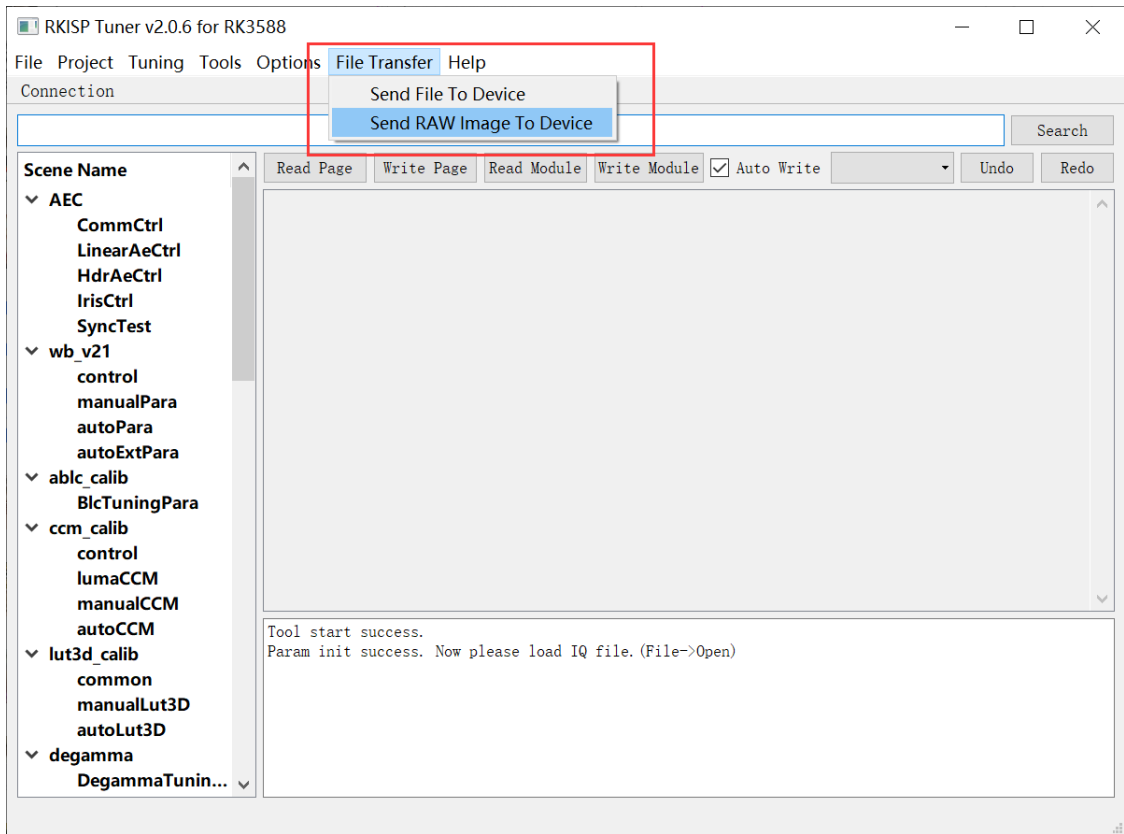 RKISP Tuner v2.0.6 for RK3588
File Project Tuning Tools Options File Transfer Help
Send File To Device
Send RAW Image To Device
Connection
Search
Read Page Write Page Read Module Write Module Auto Write Undo Redo
Scene Name
AEC
CommCtrl
LinearAeCtrl
HdrAeCtrl
IrisCtrl
SyncTest
wb_v21
control
manualPara
autoPara
autoExtPara
ablc_calib
BlcTuningPara
ccm_calib
control
lumaCCM
manualCCM
autoCCM
lut3d_calib
common
manualLut3D
autoLut3D
degamma
DegammaTunin...
Tool start success.
Param init success. Now please load IQ file.(File->Open)